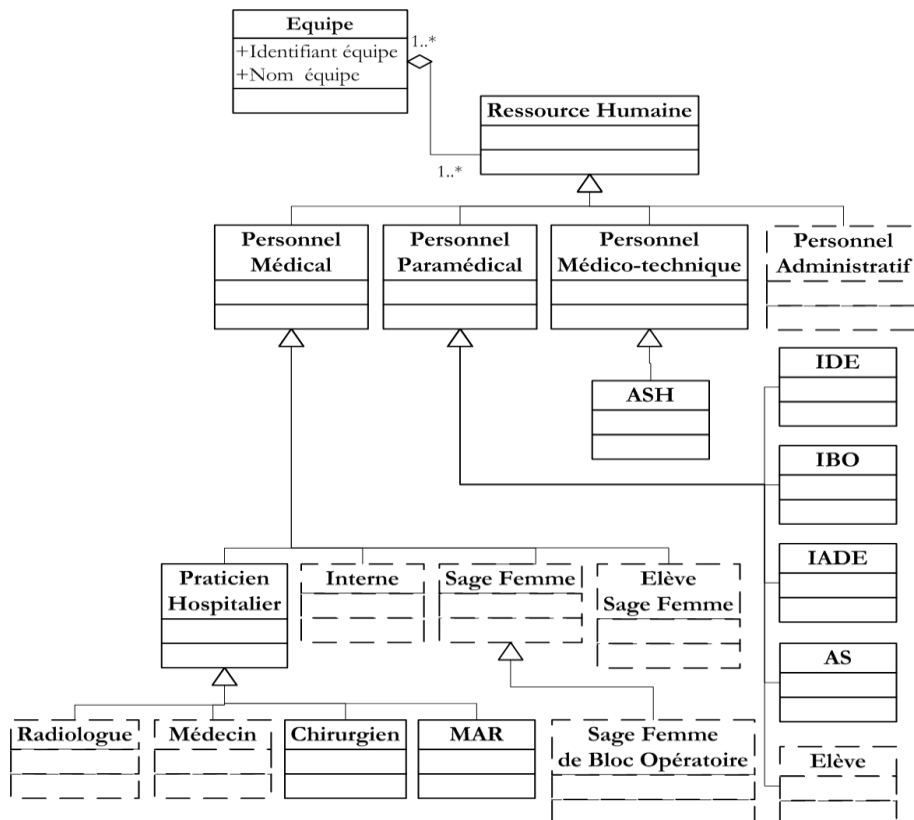 Equipe
+Identifiant équipe
+Nom équipe
1..*
1..*
Ressource Humaine
Personnel
Médical
Personnel
Paramédical
Personnel
Médico-technique
Personnel
Administratif
ASH
IDE
IBO
IADE
AS
Elève
Praticien
Hospitalier
Interne
Sage Femme
Elève
Sage Femme
Radiologue
Médecin
Chirurgien
MAR
Sage Femme
de Bloc Opératoire